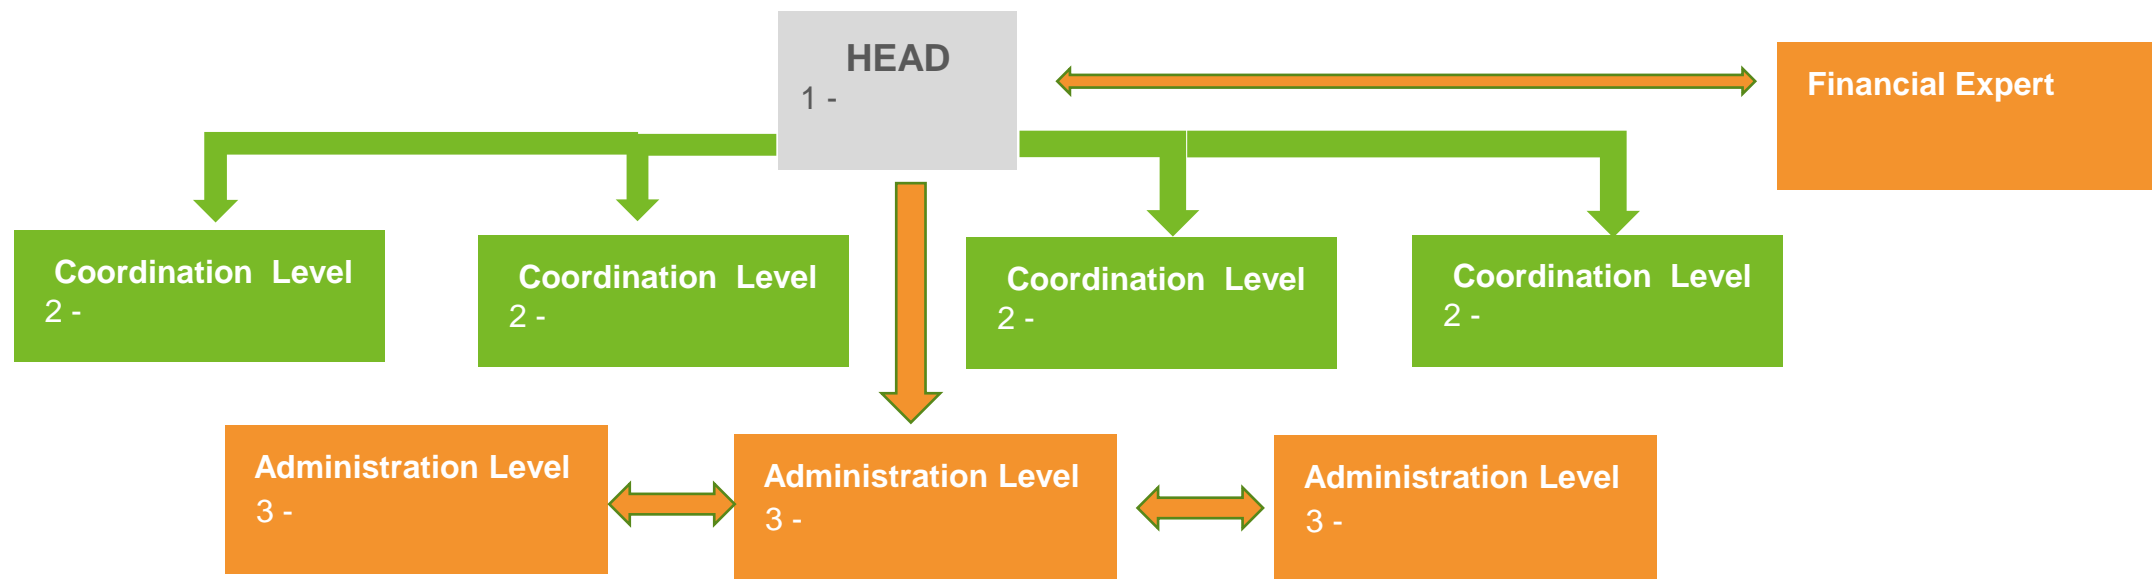 HEAD
1 -
Financial Expert
Coordination Level
2 -
Coordination Level
2 -
Coordination Level
2 -
Coordination Level
2 -
Administration Level
3 -
Administration Level
3 -
Administration Level
3 -